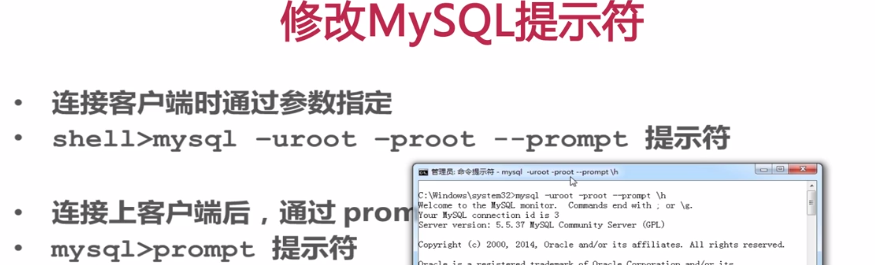 修改MySQL提示符
• 连接客户端时通过参数指定
• shell>mysql –uroot –proot --prompt 提示符
• 连接上客户端后，通过 prom
• mysql>prompt 提示符
管理员: 命令提示符 - mysql -uroot -proot --prompt \h
C:\Windows\system32>mysql -uroot -proot --prompt \h
Welcome to the MySQL monitor.  Commands end with ; or \g.
Your MySQL connection id is 3
Server version: 5.5.37 MySQL Community Server (GPL)
Copyright (c) 2000, 2014, Oracle and/or its affiliates. All rights reserved.
Oracle is a registered trademark of Oracle Corporation and/or its